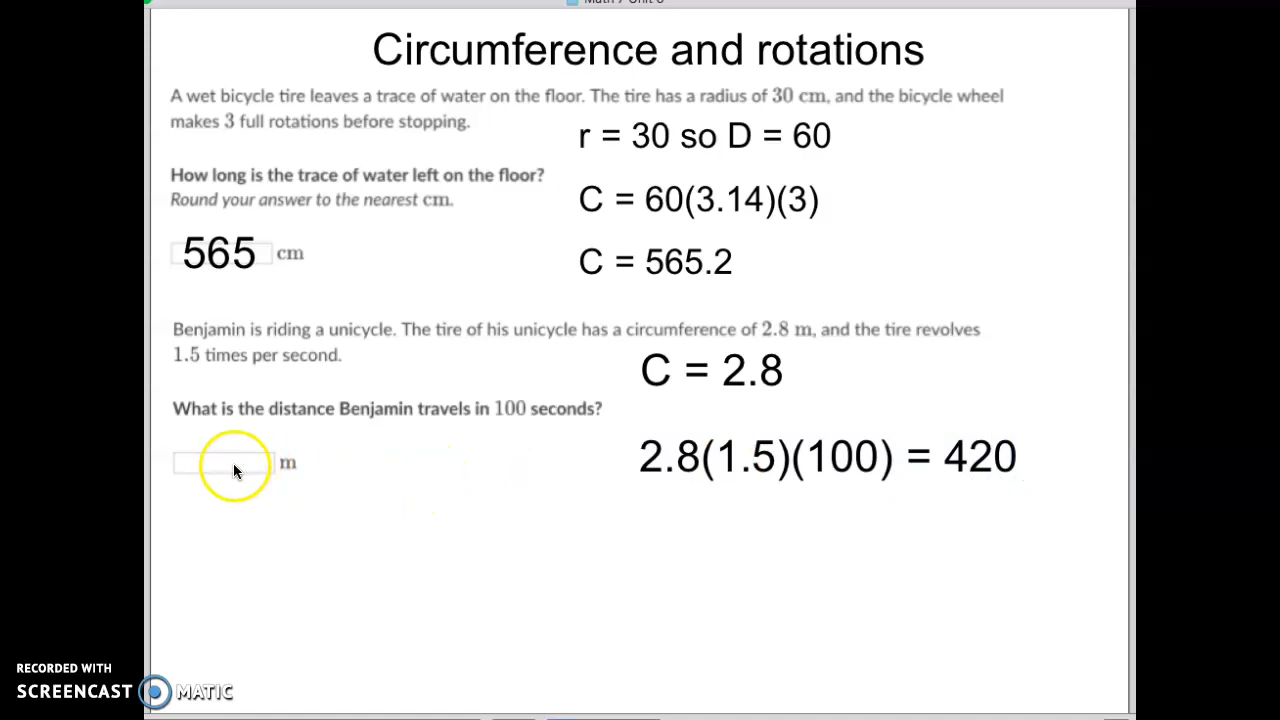 Circumference and rotations
A wet bicycle tire leaves a trace of water on the floor. The tire has a radius of 30 cm, and the bicycle wheel
makes 3 full rotations before stopping.
r = 30 so D = 60
How long is the trace of water left on the floor?
Round your answer to the nearest cm.
C = 60(3.14)(3)
565 cm
C = 565.2
Benjamin is riding a unicycle. The tire of his unicycle has a circumference of 2.8 m, and the tire revolves
1.5 times per second.
C = 2.8
What is the distance Benjamin travels in 100 seconds?
m
2.8(1.5)(100) = 420
RECORDED WITH
SCREENCAST MATIC